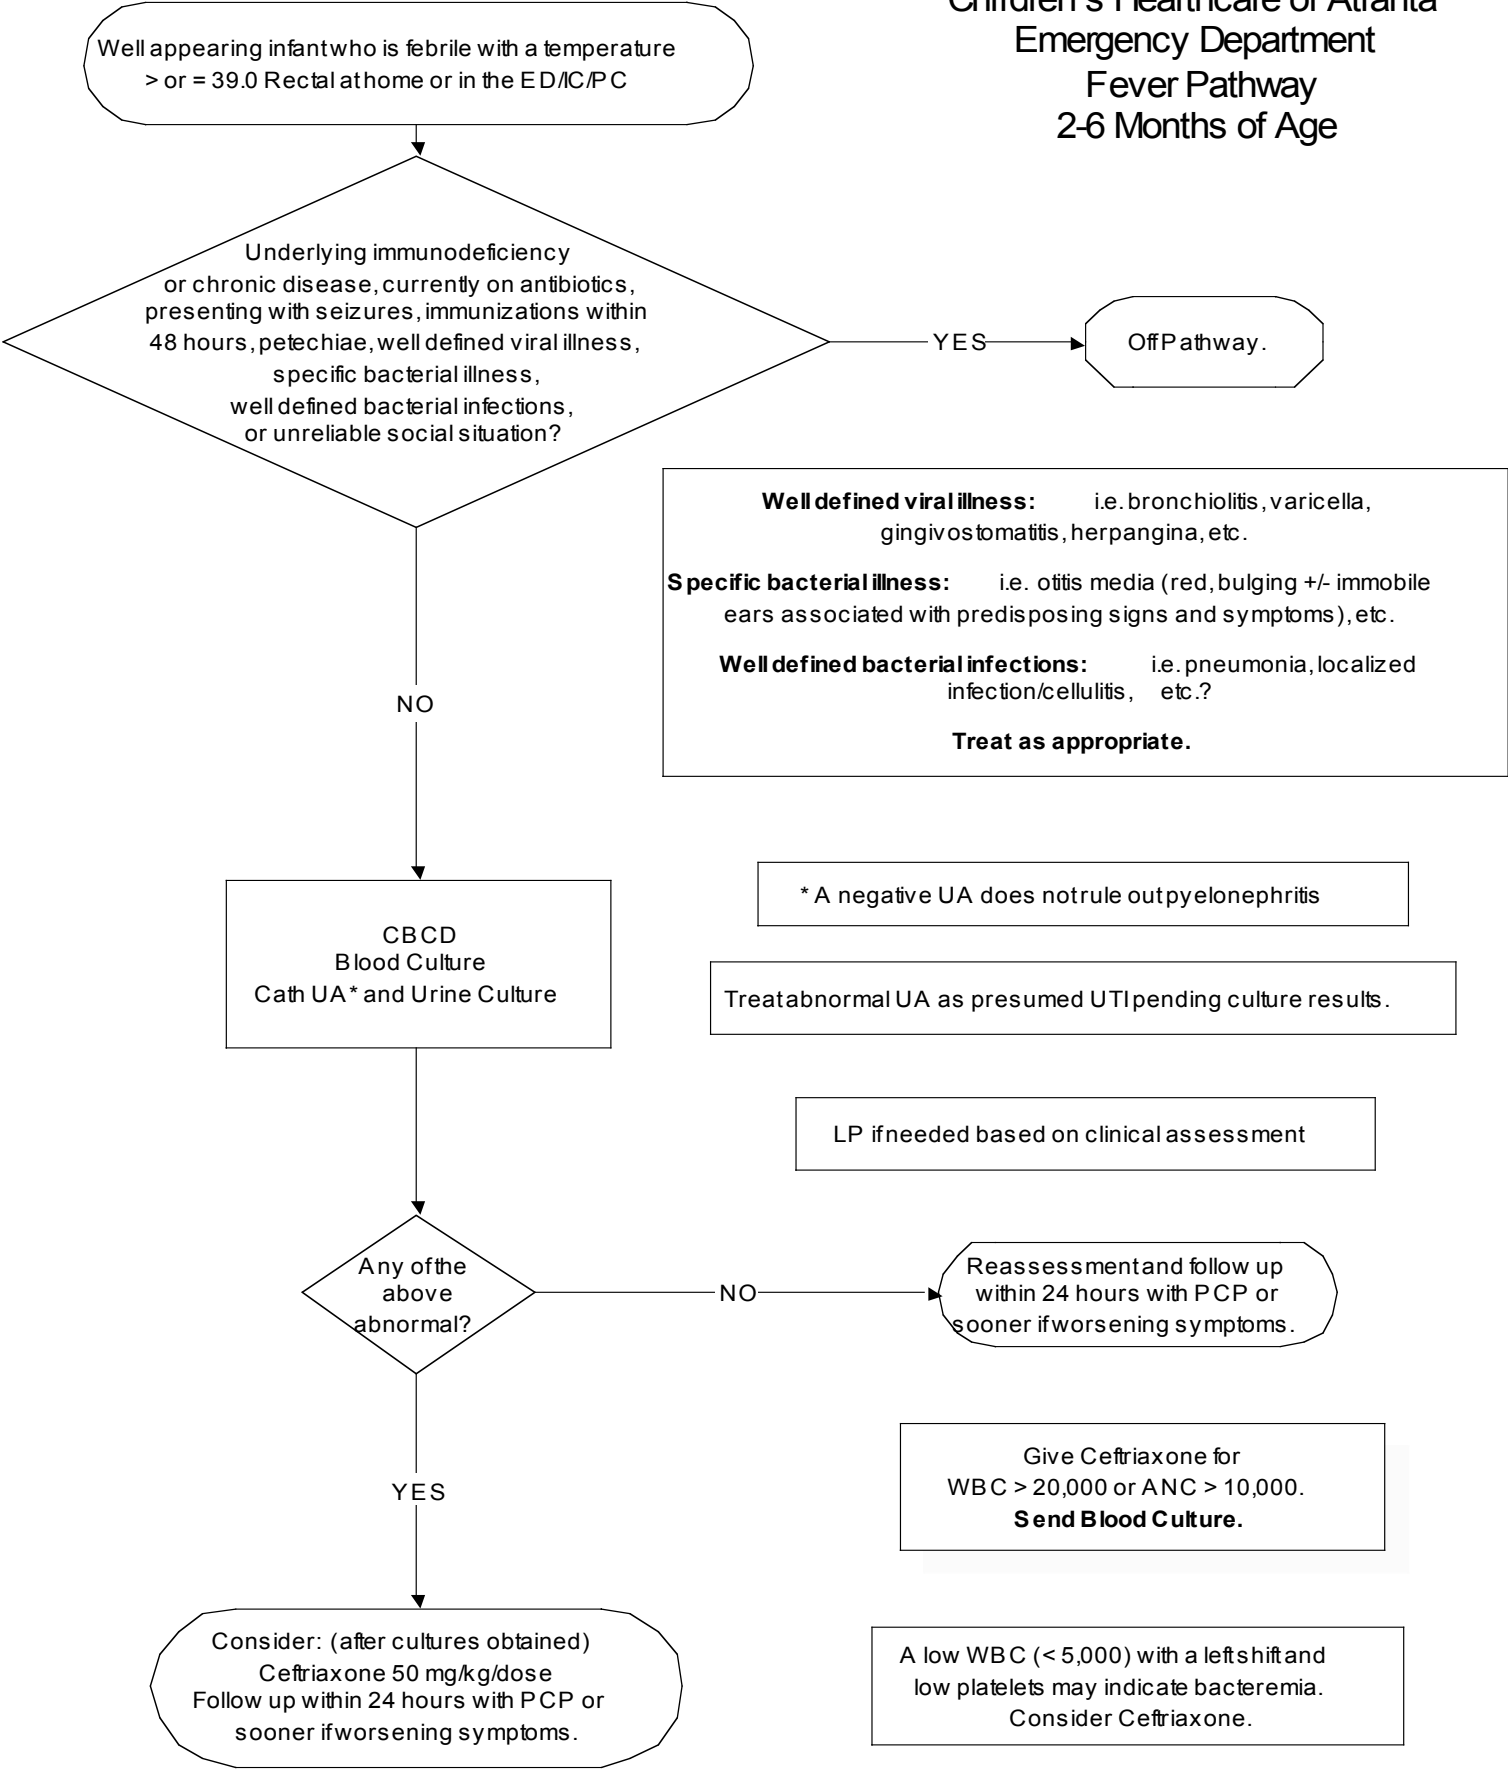 Children's Healthcare of Atlanta
Emergency Department
Fever Pathway
2-6 Months of Age
Well appearing infant who is febrile with a temperature
> or = 39.0 Rectal at home or in the ED/IC/PC
Underlying immunodeficiency
or chronic disease, currently on antibiotics,
presenting with seizures, immunizations within
48 hours, petechiae, well defined viral illness,
specific bacterial illness,
well defined bacterial infections,
or unreliable social situation?
YES
Off Pathway.
Well defined viral illness: i.e. bronchiolitis, varicella,
gingivostomatitis, herpangina, etc.
Specific bacterial illness: i.e. otitis media (red, bulging +/- immobile
ears associated with predisposing signs and symptoms), etc.
Well defined bacterial infections: i.e. pneumonia, localized
infection/cellulitis, etc.?
Treat as appropriate.
NO
CBCD
Blood Culture
Cath UA* and Urine Culture
* A negative UA does not rule out pyelonephritis
Treat abnormal UA as presumed UTI pending culture results.
LP if needed based on clinical assessment
Any of the
above
abnormal?
NO
Reassessment and follow up
within 24 hours with PCP or
sooner if worsening symptoms.
YES
Give Ceftriaxone for
WBC > 20,000 or ANC > 10,000.
Send Blood Culture.
Consider: (after cultures obtained)
Ceftriaxone 50 mg/kg/dose
Follow up within 24 hours with PCP or
sooner if worsening symptoms.
A low WBC (< 5,000) with a left shift and
low platelets may indicate bacteremia.
Consider Ceftriaxone.